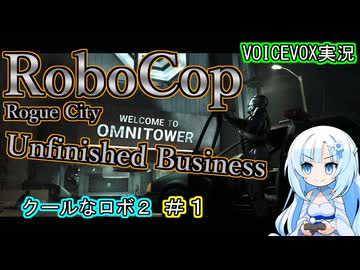 VOICEVOX実況
RoboCop
Rogue City
WELCOME TO
OMNITOWER
Unfinished Business
クールなロボ２ ＃１